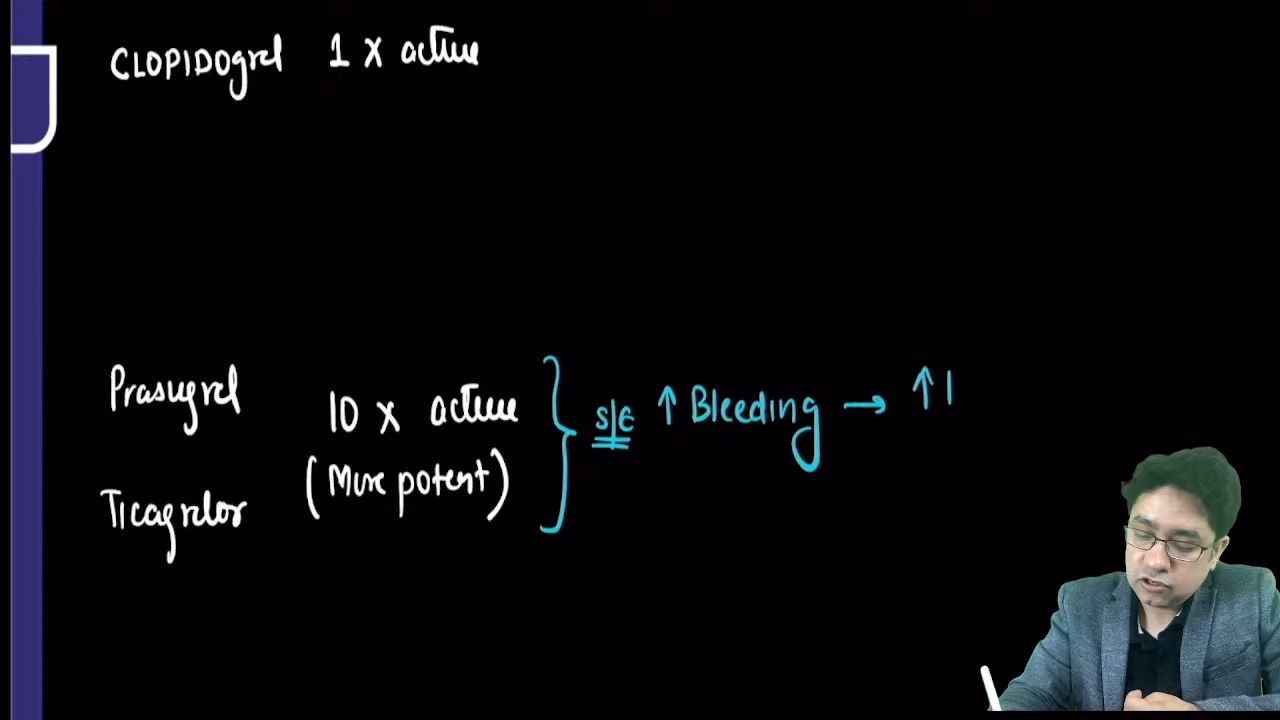 CLOPIDOgrel 1 x active
Prasugrel
10 x active
(More potent)
Ticagrelor
S/E ↑ Bleeding → ↑ I